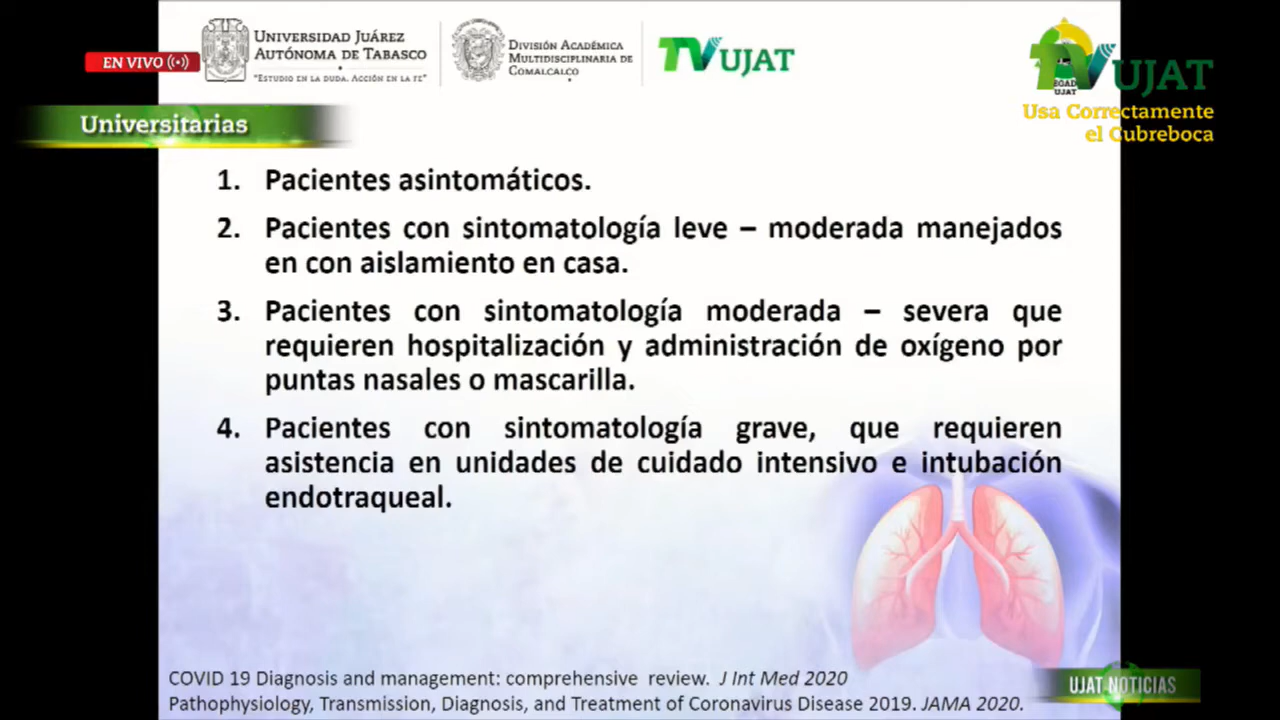 EN VIVO
UNIVERSIDAD JUÁREZ
AUTÓNOMA DE TABASCO
"ESTUDIO EN LA DUDA. ACCIÓN EN LA FE"
DIVISIÓN ACADÉMICA
MULTIDISCIPLINARIA DE
COMALCALCO
TVUJAT
TVUJAT
UJAT
Usa Correctamente
el Cubreboca
Universitarias
1. Pacientes asintomáticos.
2. Pacientes con sintomatología leve – moderada manejados
en con aislamiento en casa.
3. Pacientes con sintomatología moderada – severa que
requieren hospitalización y administración de oxígeno por
puntas nasales o mascarilla.
4. Pacientes con sintomatología grave, que requieren
asistencia en unidades de cuidado intensivo e intubación
endotraqueal.
COVID 19 Diagnosis and management: comprehensive review. J Int Med 2020
Pathophysiology, Transmission, Diagnosis, and Treatment of Coronavirus Disease 2019. JAMA 2020.
UJAT NOTICIAS